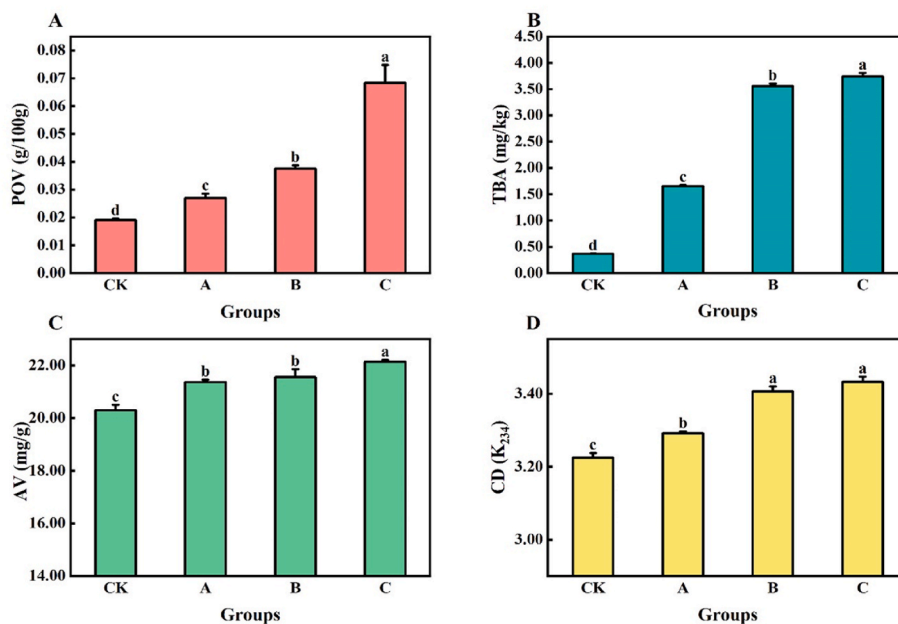 A
POV (g/100g)
0.08
0.07
0.06
0.05
0.04
0.03
0.02
0.01
0.00
d
c
b
a
CK A B C
Groups
B
TBA (mg/kg)
4.50
4.00
3.50
3.00
2.50
2.00
1.50
1.00
0.50
0.00
d
c
b
a
CK A B C
Groups
C
AV (mg/g)
22.00
20.00
18.00
16.00
14.00
c
b
b
a
CK A B C
Groups
D
CD (K234)
3.40
3.20
3.00
c
b
a
a
CK A B C
Groups